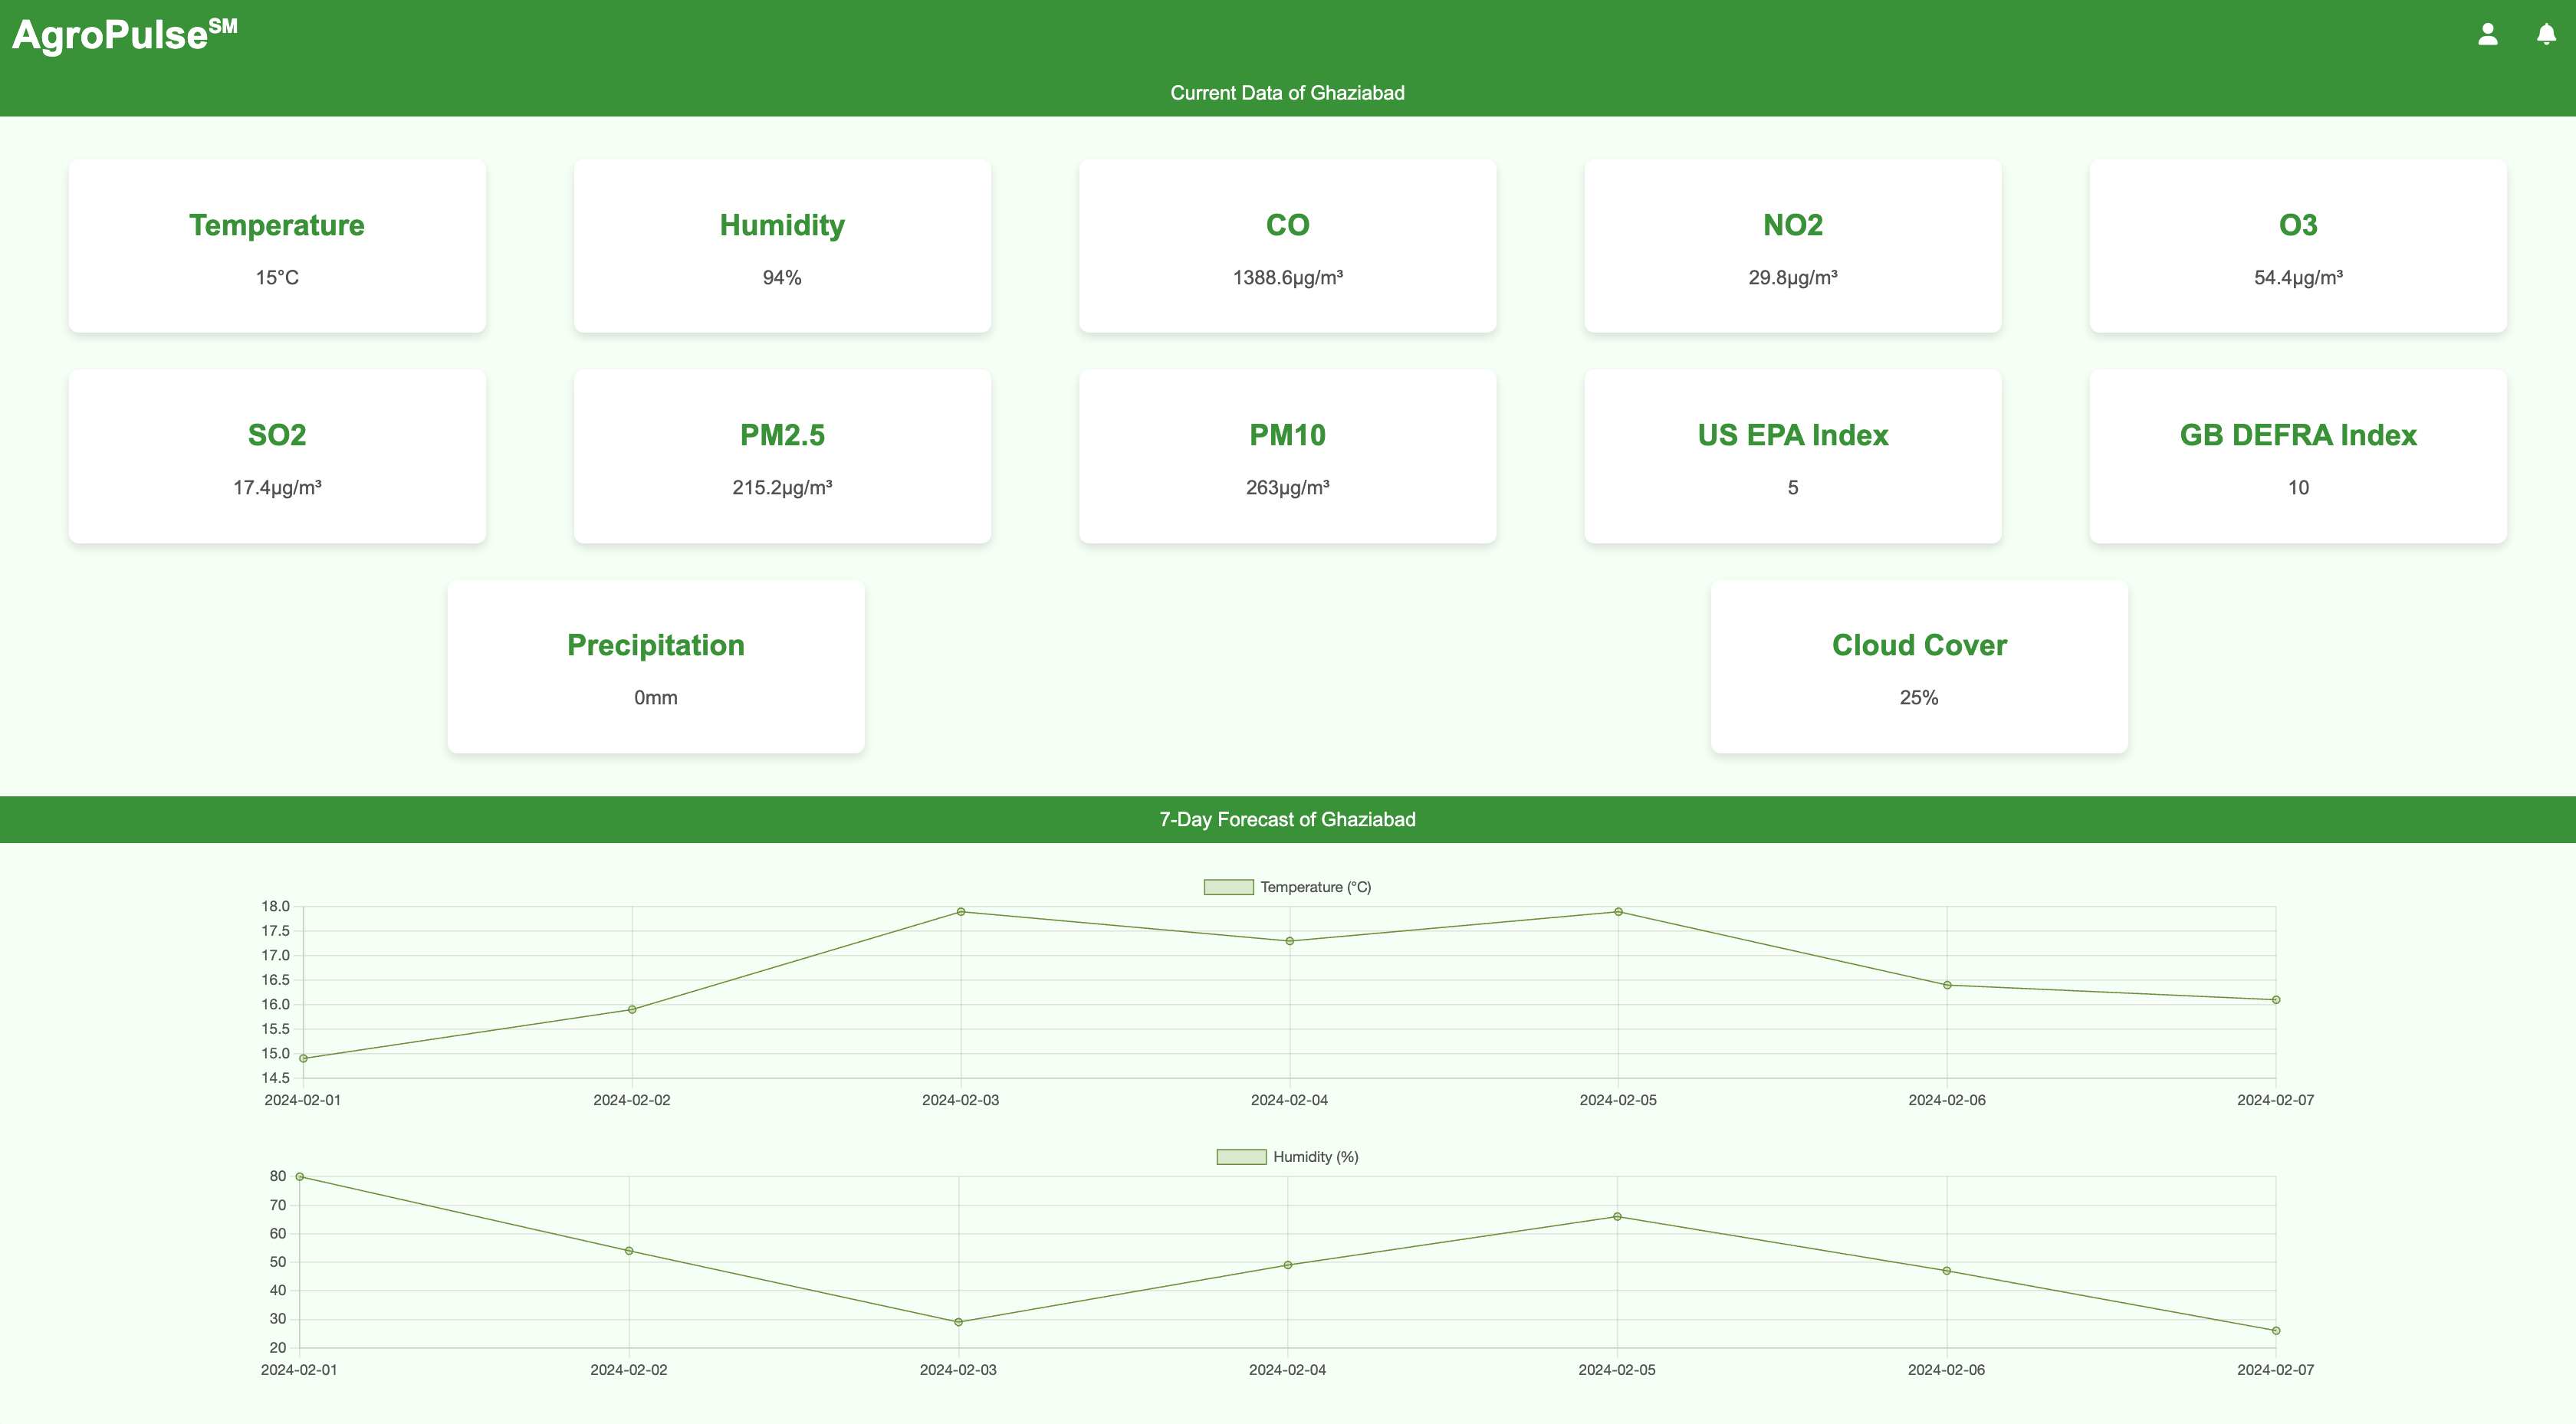 AgroPulse℠
Current Data of Ghaziabad
Temperature
15°C
Humidity
94%
CO
1388.6µg/m³
NO2
29.8µg/m³
O3
54.4µg/m³
SO2
17.4µg/m³
PM2.5
215.2µg/m³
PM10
263µg/m³
US EPA Index
5
GB DEFRA Index
10
Precipitation
0mm
Cloud Cover
25%
7-Day Forecast of Ghaziabad
Temperature (°C)
18.0
17.5
17.0
16.5
16.0
15.5
15.0
14.5
2024-02-01 2024-02-02 2024-02-03 2024-02-04 2024-02-05 2024-02-06 2024-02-07
Humidity (%)
80
70
60
50
40
30
20
2024-02-01 2024-02-02 2024-02-03 2024-02-04 2024-02-05 2024-02-06 2024-02-07